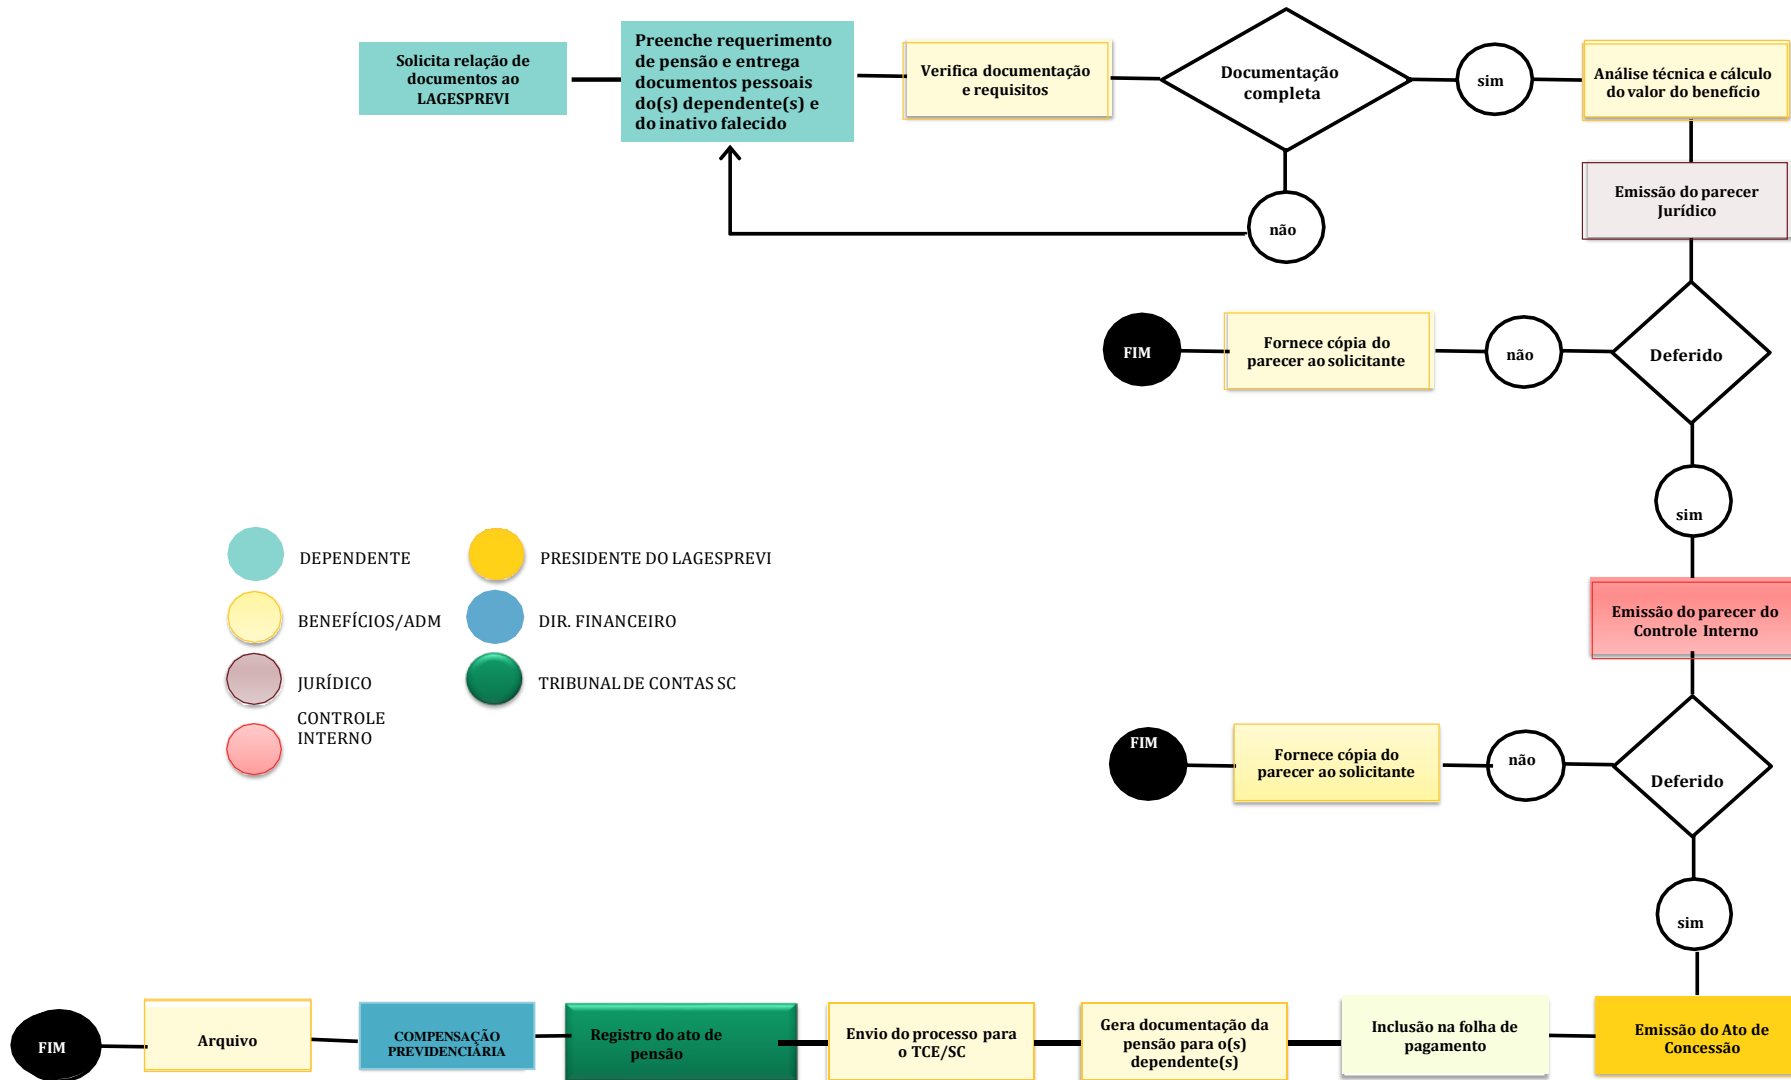 Solicita relação de
documentos ao
LAGESPREVI
Preenche requerimento
de pensão e entrega
documentos pessoais
do(s) dependente(s) e
do inativo falecido
Verifica documentação
e requisitos
Documentação
completa
sim
Análise técnica e cálculo
do valor do benefício
não
Emissão do parecer
Jurídico
FIM
Fornece cópia do
parecer ao solicitante
não
Deferido
sim
DEPENDENTE
PRESIDENTE DO LAGESPREVI
BENEFÍCIOS/ADM
DIR. FINANCEIRO
JURÍDICO
TRIBUNAL DE CONTAS SC
CONTROLE
INTERNO
Emissão do parecer do
Controle Interno
FIM
Fornece cópia do
parecer ao solicitante
não
Deferido
sim
FIM
Arquivo
COMPENSAÇÃO
PREVIDENCIÁRIA
Registro do ato de
pensão
Envio do processo para
o TCE/SC
Gera documentação da
pensão para o(s)
dependente(s)
Inclusão na folha de
pagamento
Emissão do Ato de
Concessão